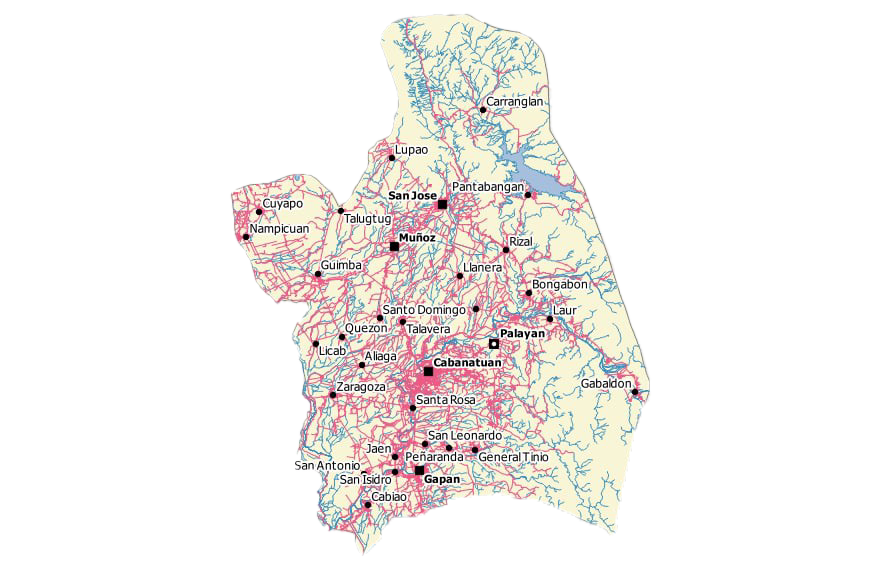 Carranglan
Lupao
Pantabangan
San Jose
Cuyapo
Talugtug
Nampicuan
Muñoz
Rizal
Guimba
Llanera
Bongabon
Santo Domingo
Laur
Quezon
Talavera
Palayan
Licab
Aliaga
Cabanatuan
Zaragoza
Gabaldon
Santa Rosa
San Leonardo
Jaen
Peñaranda
General Tinio
San Antonio
San Isidro
Gapan
Cabiao